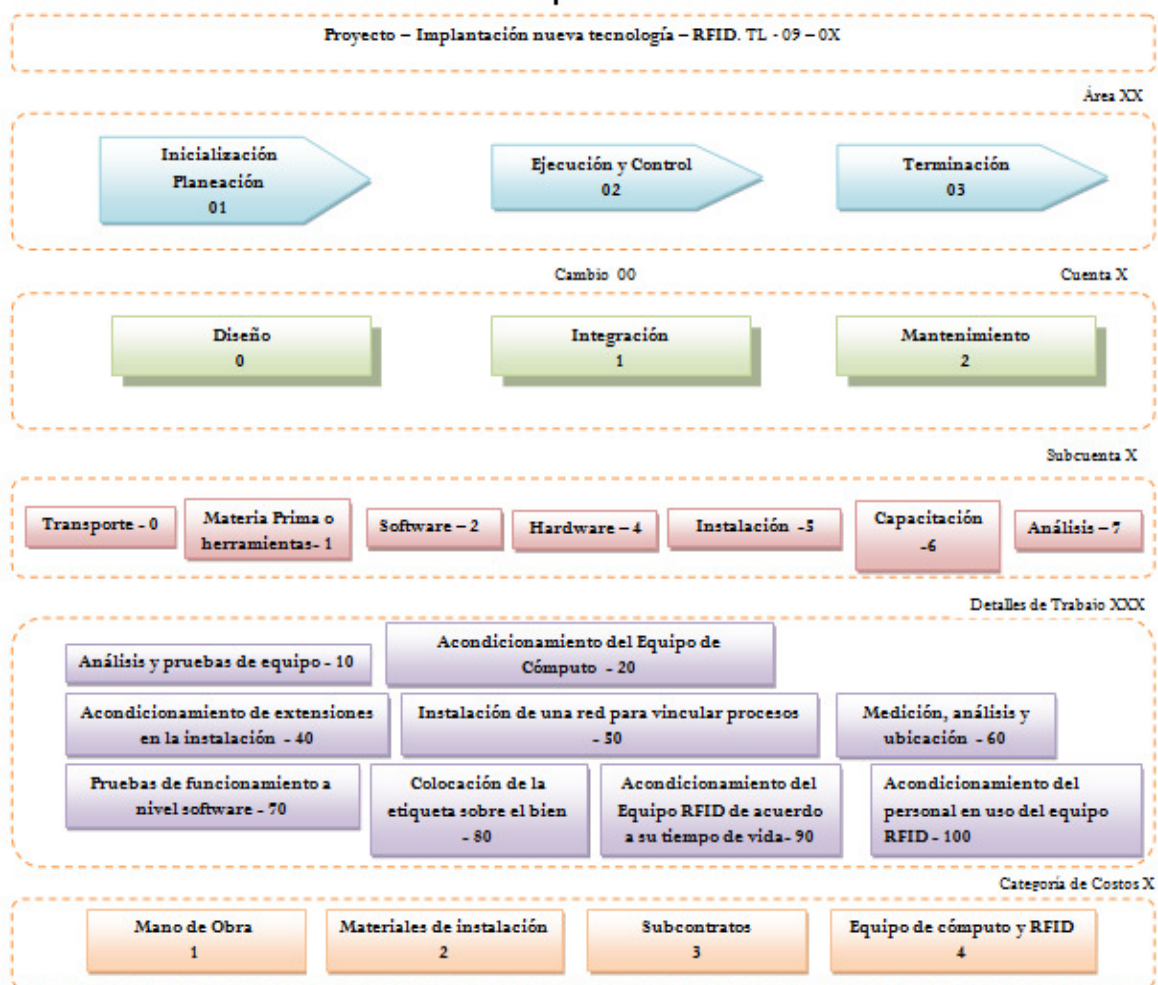 Proyecto – Implantación nueva tecnología – RFID. TL - 09 – 0X
Área XX
Inicialización
Planeación
01
Ejecución y Control
02
Terminación
03
Cambio 00
Cuenta X
Diseño
0
Integración
1
Mantenimiento
2
Subcuenta X
Transporte - 0
Materia Prima o
herramientas- 1
Software – 2
Hardware – 4
Instalación -5
Capacitación
-6
Análisis – 7
Detalles de Trabajo XXX
Análisis y pruebas de equipo - 10
Acondicionamiento del Equipo de
Cómputo - 20
Acondicionamiento de extensiones
en la instalación - 40
Instalación de una red para vincular procesos
- 50
Medición, análisis y
ubicación - 60
Pruebas de funcionamiento a
nivel software - 70
Colocación de la
etiqueta sobre el bien
- 80
Acondicionamiento del
Equipo RFID de acuerdo
a su tiempo de vida- 90
Acondicionamiento del
personal en uso del equipo
RFID - 100
Categoría de Costos X
Mano de Obra
1
Materiales de instalación
2
Subcontratos
3
Equipo de cómputo y RFID
4